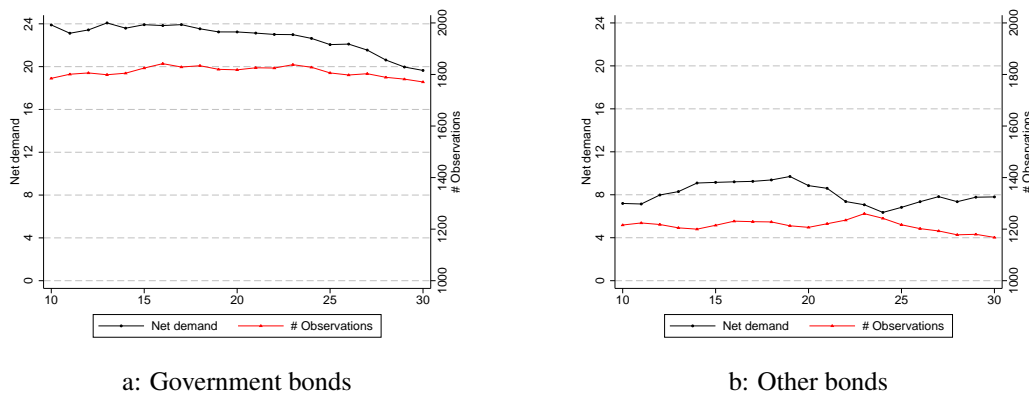 Net demand
0 4 8 12 16 20 24
# Observations
1000 1200 1400 1600 1800 2000
10 15 20 25 30
Net demand # Observations
a: Government bonds
Net demand
0 4 8 12 16 20 24
# Observations
1000 1200 1400 1600 1800 2000
10 15 20 25 30
Net demand # Observations
b: Other bonds